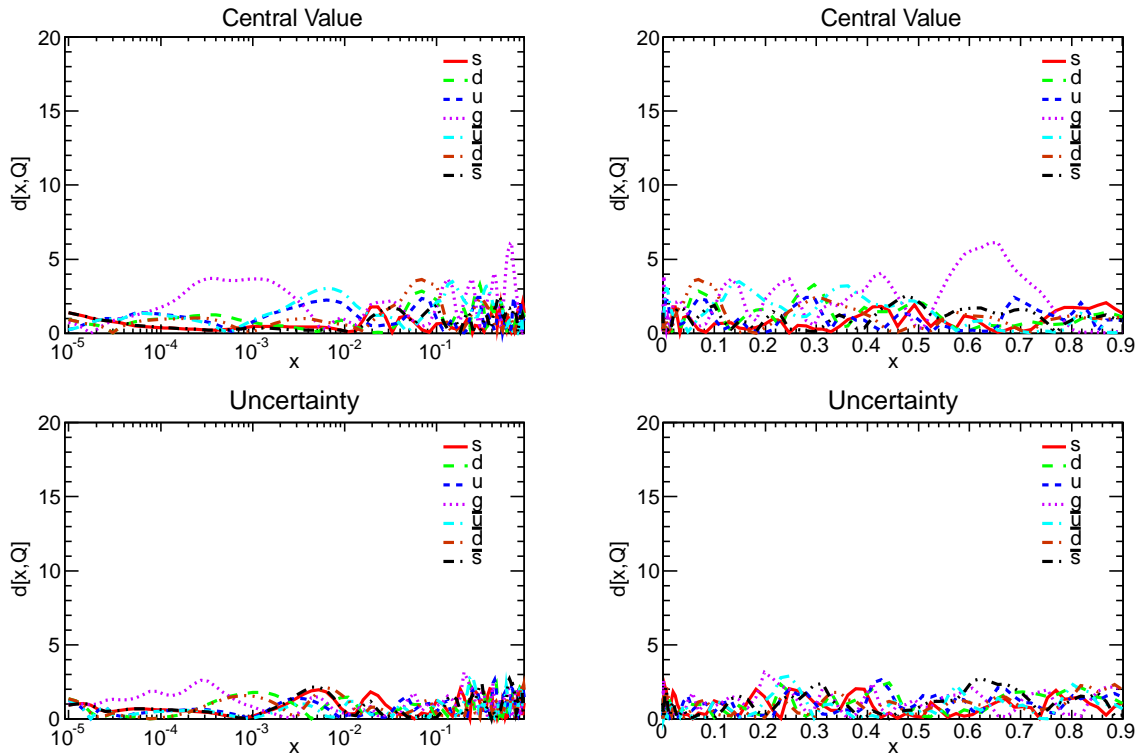 Central Value
20
15
10
5
0
d[x,Q]
10^-5 10^-4 10^-3 10^-2 10^-1
x
s
d
u
g
s̄
Central Value
20
15
10
5
0
d[x,Q]
0 0.1 0.2 0.3 0.4 0.5 0.6 0.7 0.8 0.9
x
s
d
u
g
s̄
Uncertainty
20
15
10
5
0
d[x,Q]
10^-5 10^-4 10^-3 10^-2 10^-1
x
s
d
u
g
ū
d̄
s̄
Uncertainty
20
15
10
5
0
d[x,Q]
0 0.1 0.2 0.3 0.4 0.5 0.6 0.7 0.8 0.9
x
s
d
u
g
ū
d̄
s̄